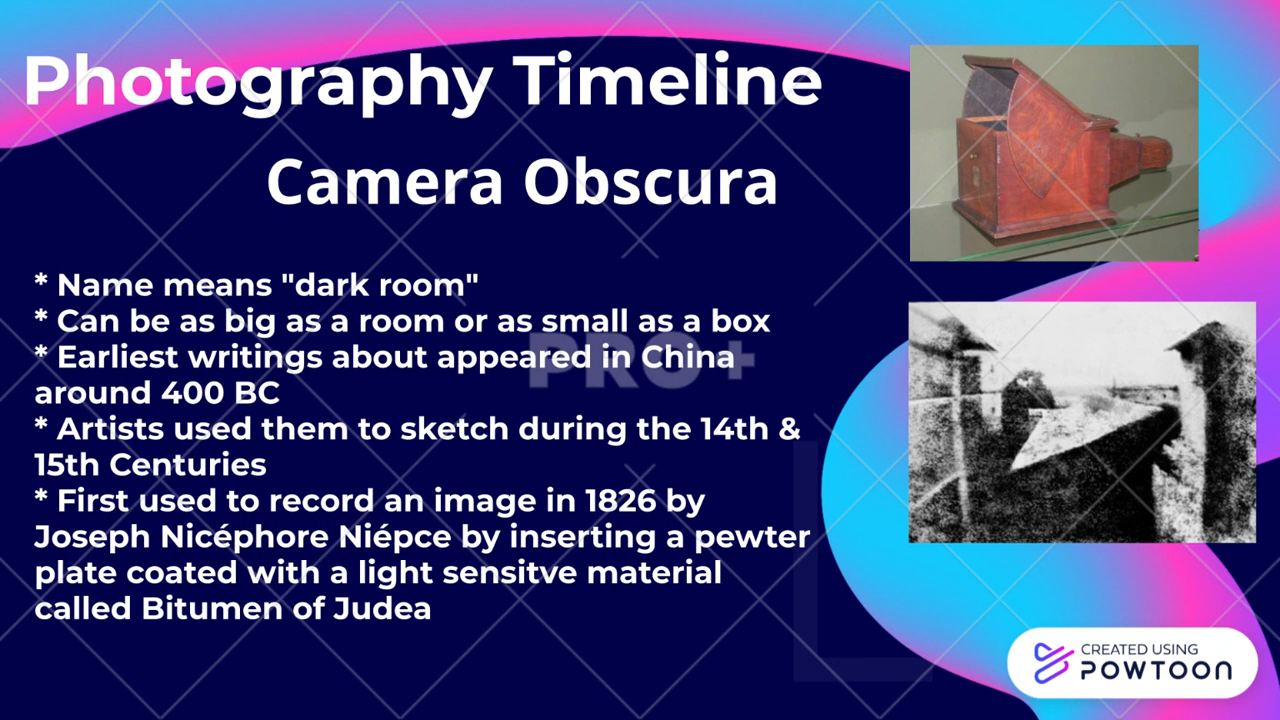 Photography Timeline
Camera Obscura
* Name means "dark room"
* Can be as big as a room or as small as a box
* Earliest writings about appeared in China
around 400 BC
* Artists used them to sketch during the 14th &
15th Centuries
* First used to record an image in 1826 by
Joseph Nicéphore Niépce by inserting a pewter
plate coated with a light sensitve material
called Bitumen of Judea
PRO+
CREATED USING
POWTOON